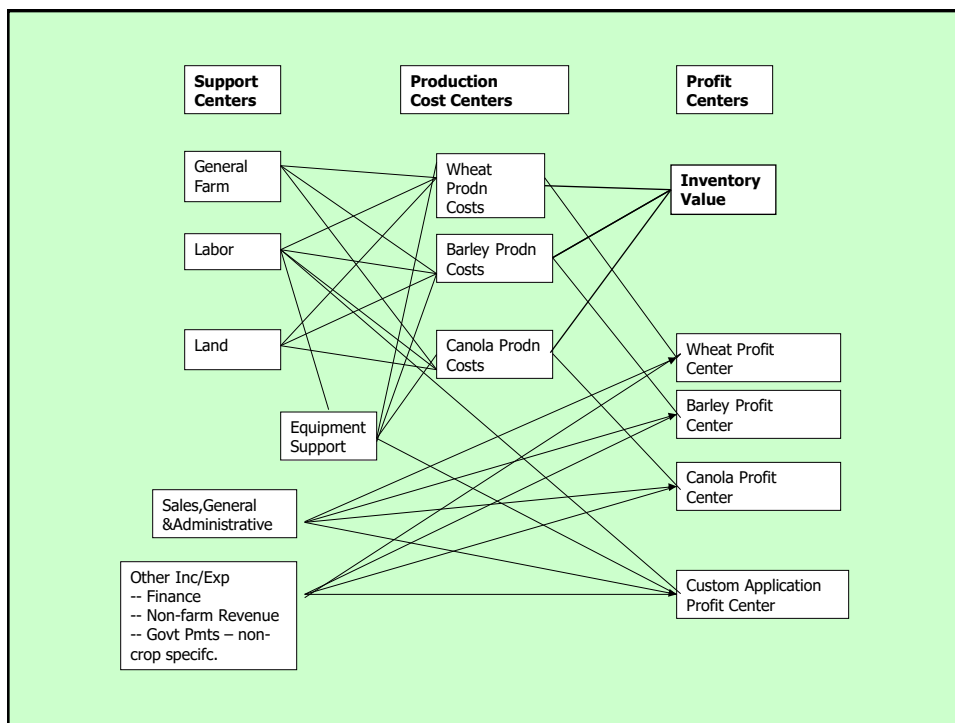 Support
Centers
Production
Cost Centers
Profit
Centers
General
Farm
Wheat
Prodn
Costs
Inventory
Value
Labor
Barley Prodn
Costs
Land
Canola Prodn
Costs
Wheat Profit
Center
Barley Profit
Center
Equipment
Support
Canola Profit
Center
Sales,General
&Administrative
Other Inc/Exp
-- Finance
-- Non-farm Revenue
-- Govt Pmts – non-
crop specifc.
Custom Application
Profit Center